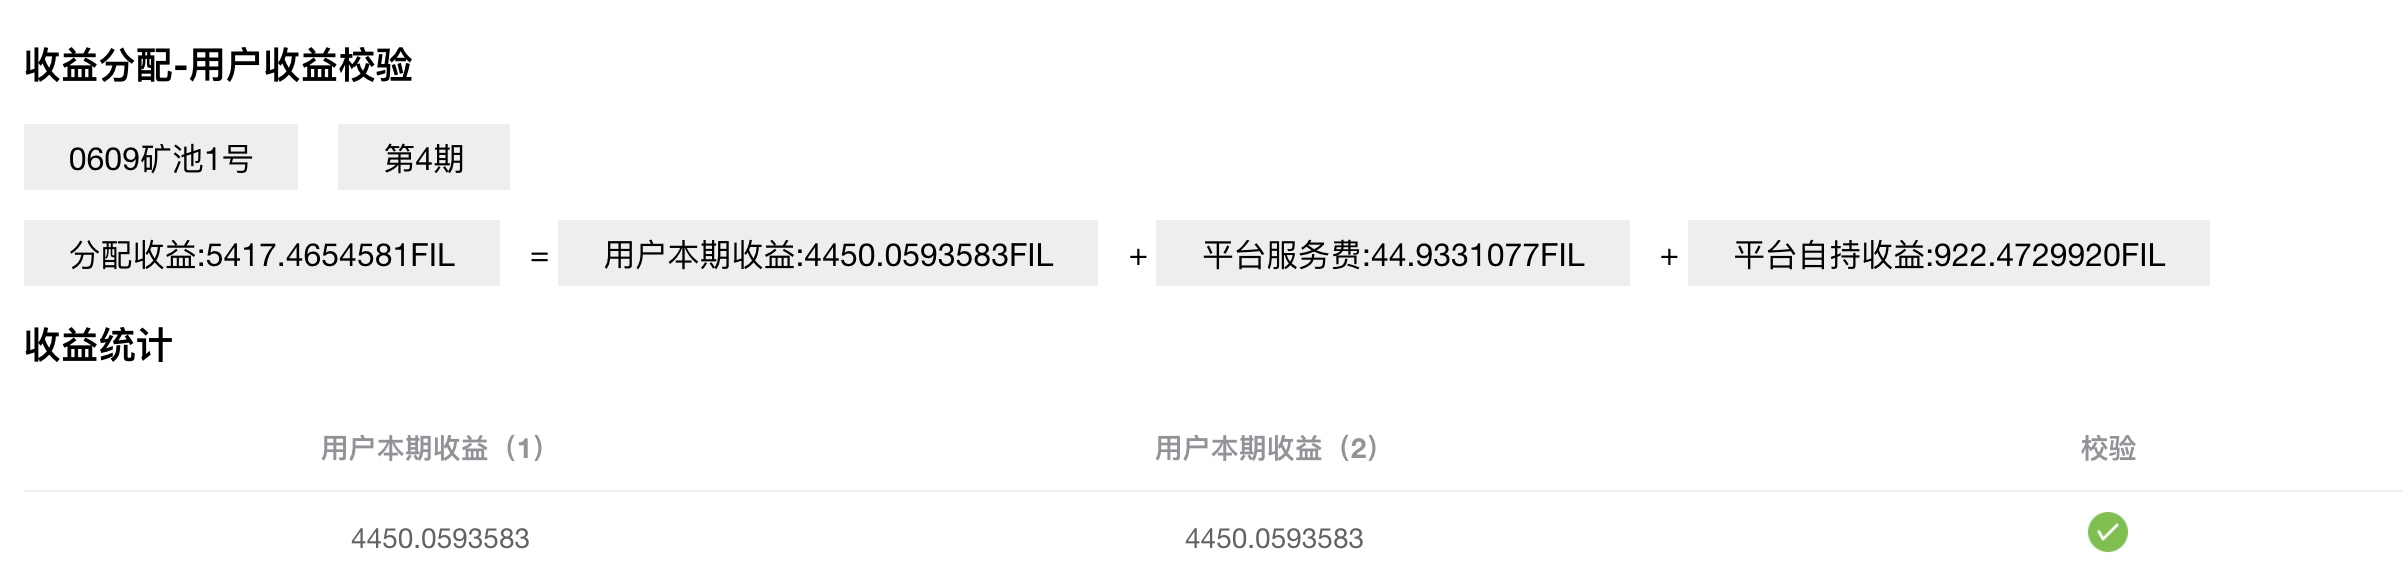 收益分配-用户收益校验
0609矿池1号 第4期
分配收益:5417.4654581FIL = 用户本期收益:4450.0593583FIL + 平台服务费:44.9331077FIL + 平台自持收益:922.4729920FIL
收益统计
用户本期收益（1） 用户本期收益（2） 校验
4450.0593583 4450.0593583